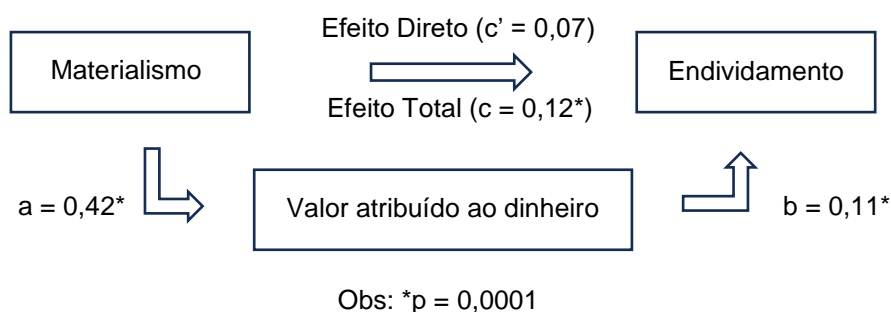 Efeito Direto (c’ = 0,07)
Materialismo
Endividamento
Efeito Total (c = 0,12*)
a = 0,42*
Valor atribuído ao dinheiro
b = 0,11*
Obs: *p = 0,0001